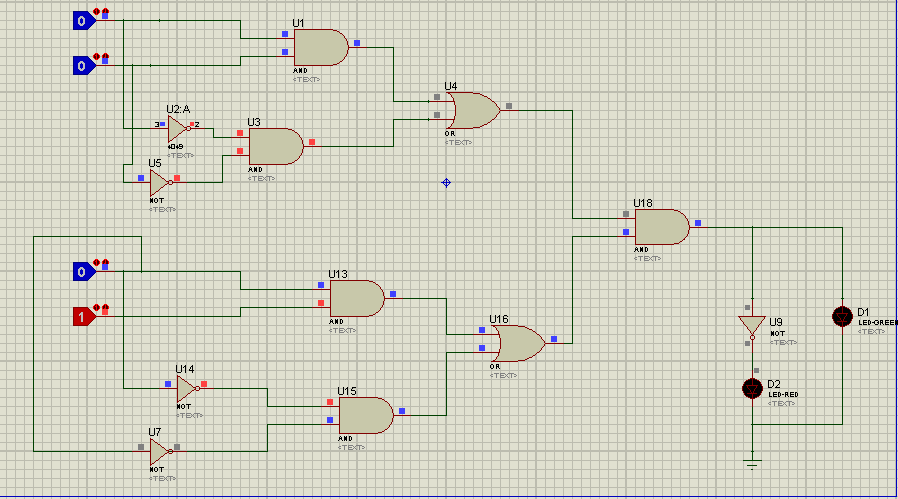 0
0
U1
AND
<TEXT>
U2:A
3
2
4049
<TEXT>
U3
AND
<TEXT>
U4
OR
<TEXT>
U5
NOT
<TEXT>
0
1
U13
AND
<TEXT>
U14
NOT
<TEXT>
U7
NOT
<TEXT>
U15
AND
<TEXT>
U16
OR
<TEXT>
U18
AND
<TEXT>
U9
NOT
<TEXT>
D1
LED-GREEN
<TEXT>
D2
LED-RED
<TEXT>